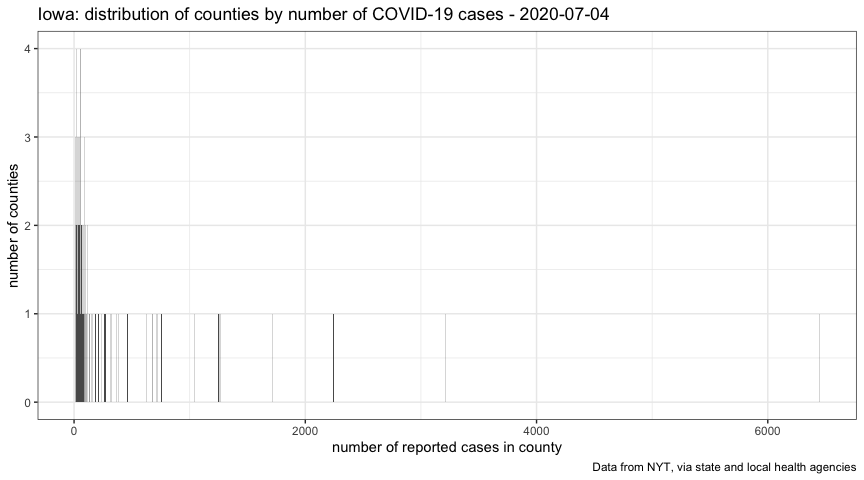 Iowa: distribution of counties by number of COVID-19 cases - 2020-07-04
4
3
2
1
0
number of counties
0 2000 4000 6000
number of reported cases in county
Data from NYT, via state and local health agencies